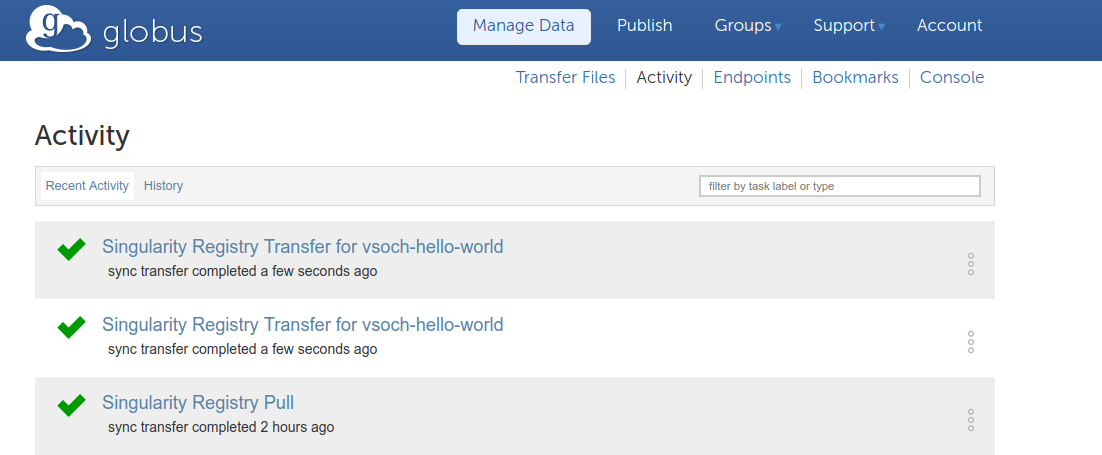 g globus
Manage Data Publish Groups Support Account
Transfer Files Activity Endpoints Bookmarks Console
Activity
Recent Activity History filter by task label or type
Singularity Registry Transfer for vsoch-hello-world
sync transfer completed a few seconds ago
Singularity Registry Transfer for vsoch-hello-world
sync transfer completed a few seconds ago
Singularity Registry Pull
sync transfer completed 2 hours ago